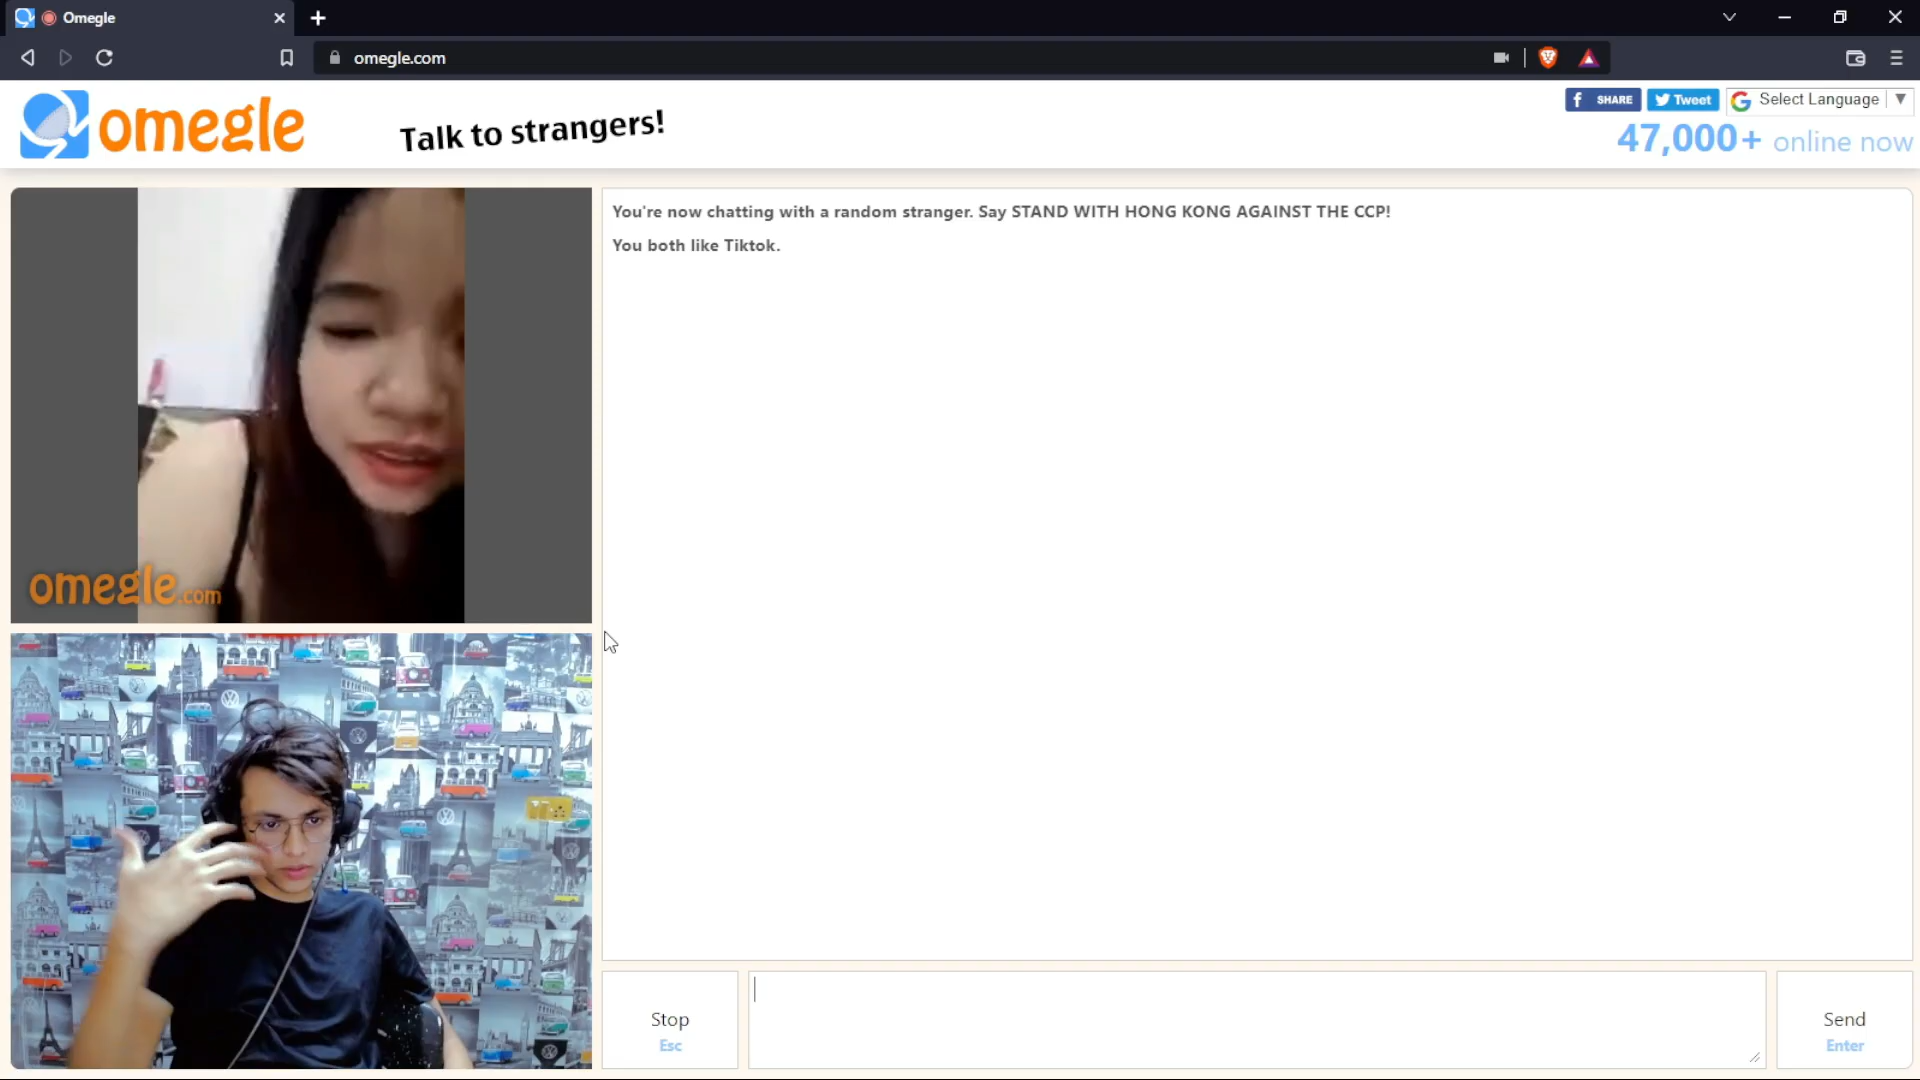 Omegle
omegle.com
omegle
Talk to strangers!
SHARE
Tweet
Select Language
47,000+ online now
You're now chatting with a random stranger. Say STAND WITH HONG KONG AGAINST THE CCP!
You both like Tiktok.
omegle.com
Stop
Esc
Send
Enter